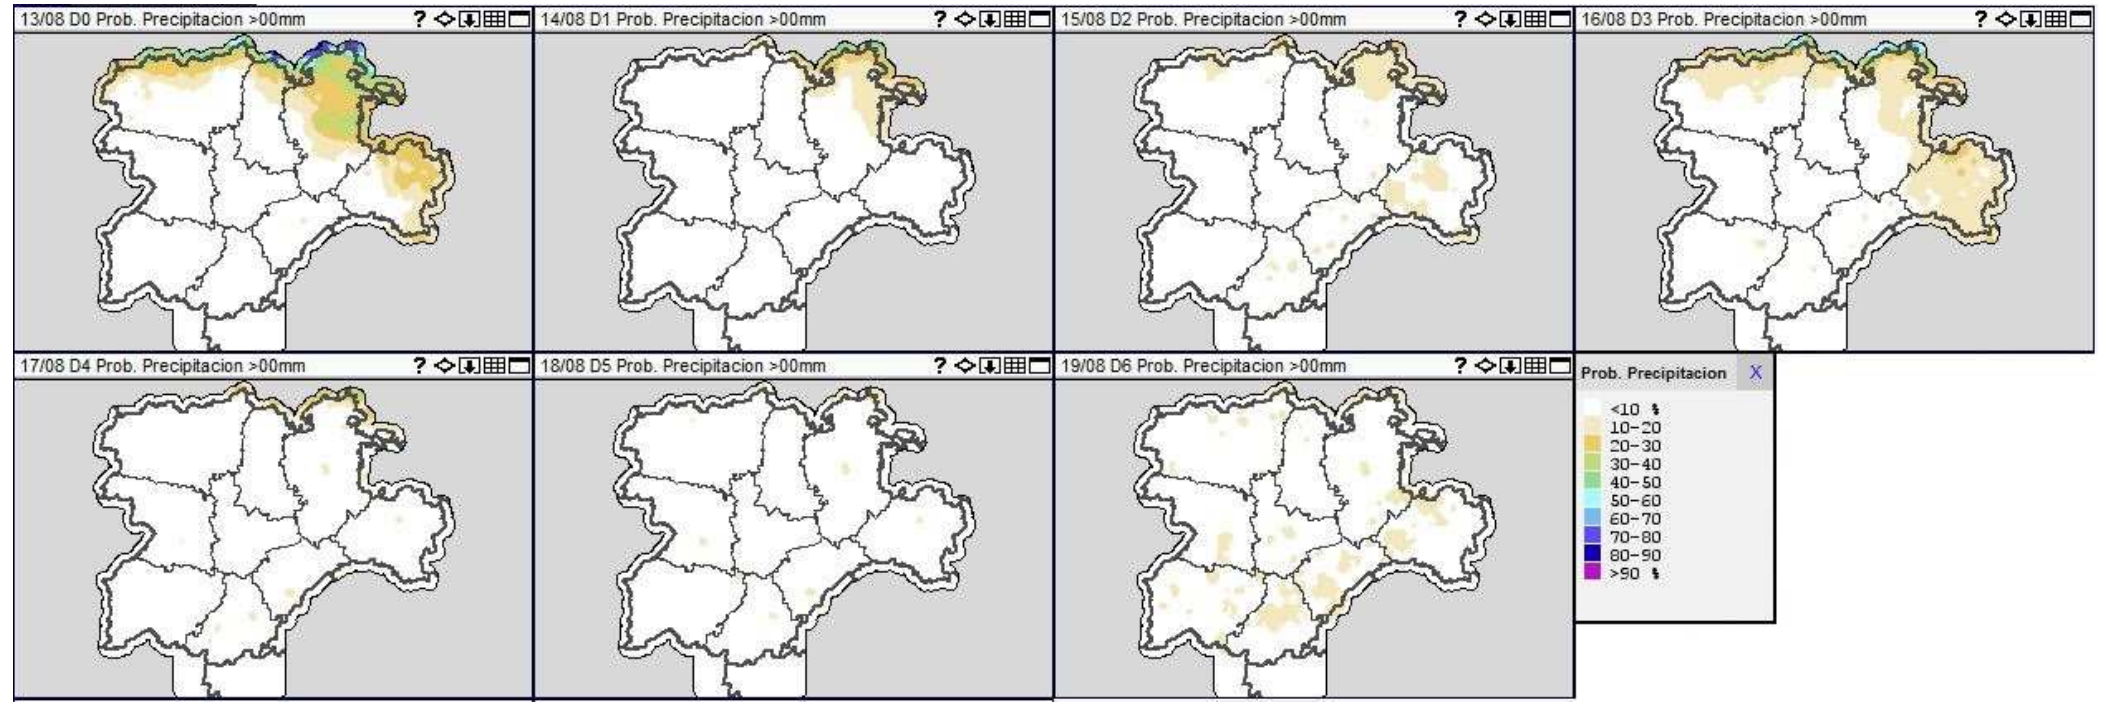 13/08 D0 Prob. Precipitacion >00mm ?
14/08 D1 Prob. Precipitacion >00mm ?
15/08 D2 Prob. Precipitacion >00mm ?
16/08 D3 Prob. Precipitacion >00mm ?
17/08 D4 Prob. Precipitacion >00mm ?
18/08 D5 Prob. Precipitacion >00mm ?
19/08 D6 Prob. Precipitacion >00mm ?
Prob. Precipitacion X
<10 %
10-20
20-30
30-40
40-50
50-60
60-70
70-80
80-90
>90 %